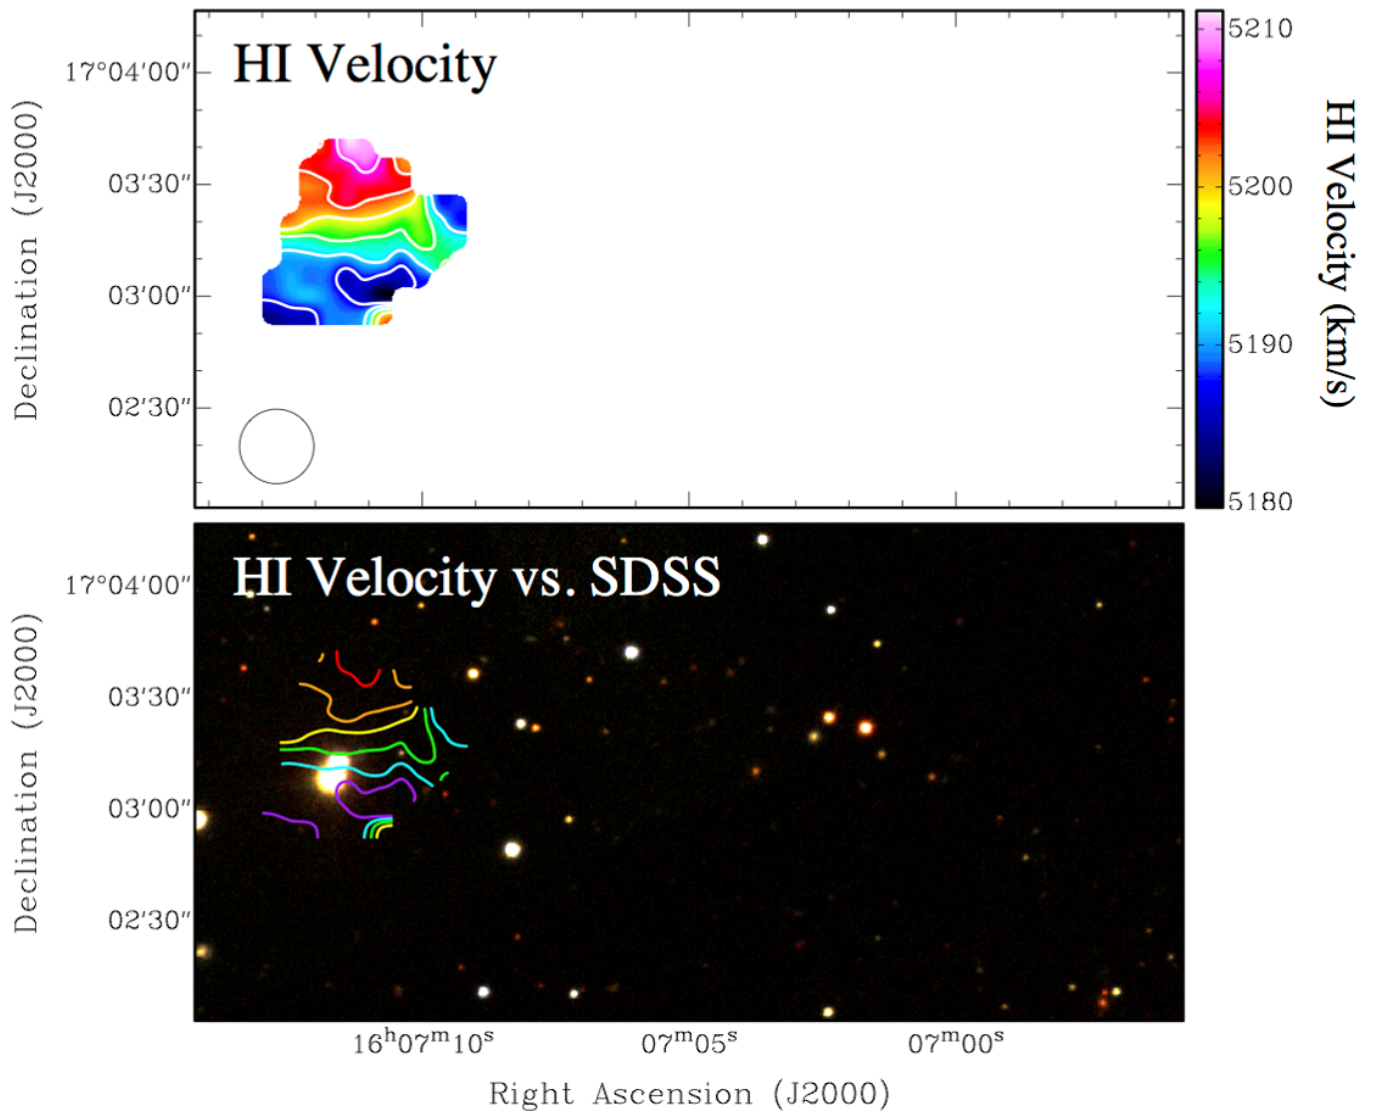 HI Velocity
17°04'00"
03'30"
03'00"
02'30"
Declination (J2000)
5210
5200
5190
5180
HI Velocity (km/s)
HI Velocity vs. SDSS
17°04'00"
03'30"
03'00"
02'30"
Declination (J2000)
16ʰ07ᵐ10ˢ 07ᵐ05ˢ 07ᵐ00ˢ
Right Ascension (J2000)